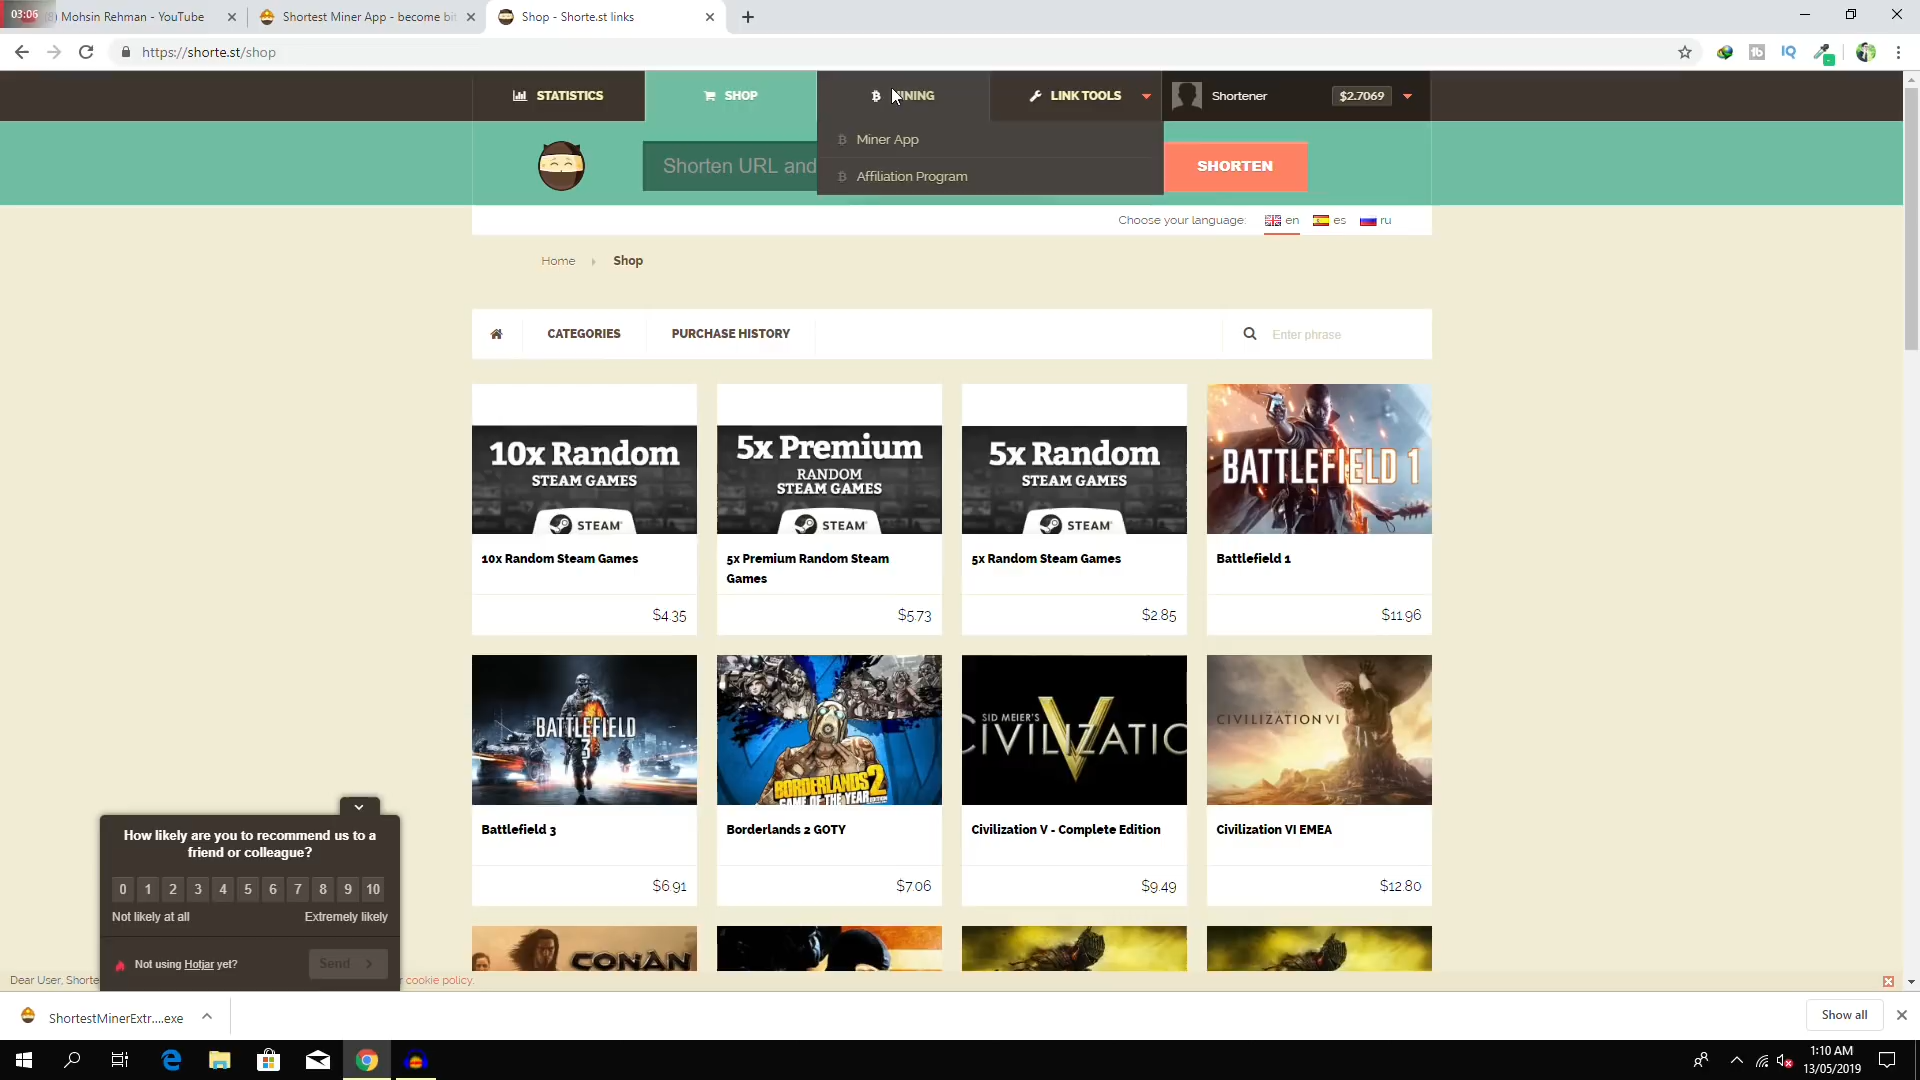 03:06
) Mohsin Rehman - YouTube
Shortest Miner App - become bit
Shop - Shorte.st links
https://shorte.st/shop
STATISTICS
SHOP
LINK TOOLS
Shortener
$2.7069
Miner App
Affiliation Program
Shorten URL and
SHORTEN
Choose your language:
en
es
ru
Home
Shop
CATEGORIES
PURCHASE HISTORY
Enter phrase
10x Random
STEAM GAMES
STEAM
5x Premium
RANDOM
STEAM GAMES
STEAM
5x Random
STEAM GAMES
STEAM
BATTLEFIELD 1
10x Random Steam Games
5x Premium Random Steam
Games
5x Random Steam Games
Battlefield 1
$4.35
$5.73
$2.85
$11.96
BATTLEFIELD
3
BORDERLANDS 2
GAME OF THE YEAR EDITION
SID MEIER'S
CIVILIZATIO
V
CIVILIZATION VI
Battlefield 3
Borderlands 2 GOTY
Civilization V - Complete Edition
Civilization VI EMEA
$6.91
$7.06
$9.49
$12.80
CONAN
How likely are you to recommend us to a
friend or colleague?
0 1 2 3 4 5 6 7 8 9 10
Not likely at all
Extremely likely
Not using Hotjar yet?
Send
Dear User, Shorte
cookie policy.
ShortestMinerExtr....exe
Show all
1:10 AM
13/05/2019